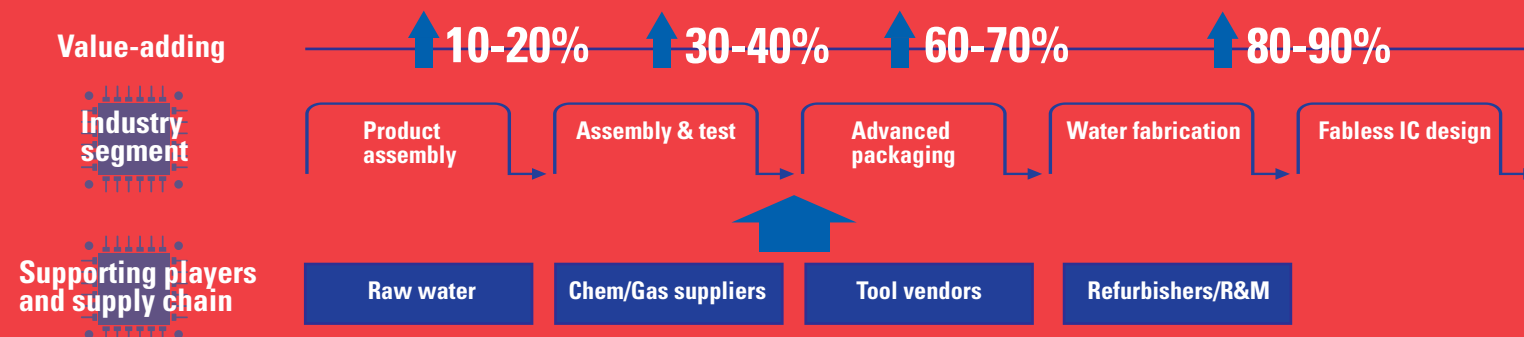 Value-adding
10-20%
30-40%
60-70%
80-90%
Industry
segment
Product
assembly
Assembly & test
Advanced
packaging
Water fabrication
Fabless IC design
Supporting players
and supply chain
Raw water
Chem/Gas suppliers
Tool vendors
Refurbishers/R&M